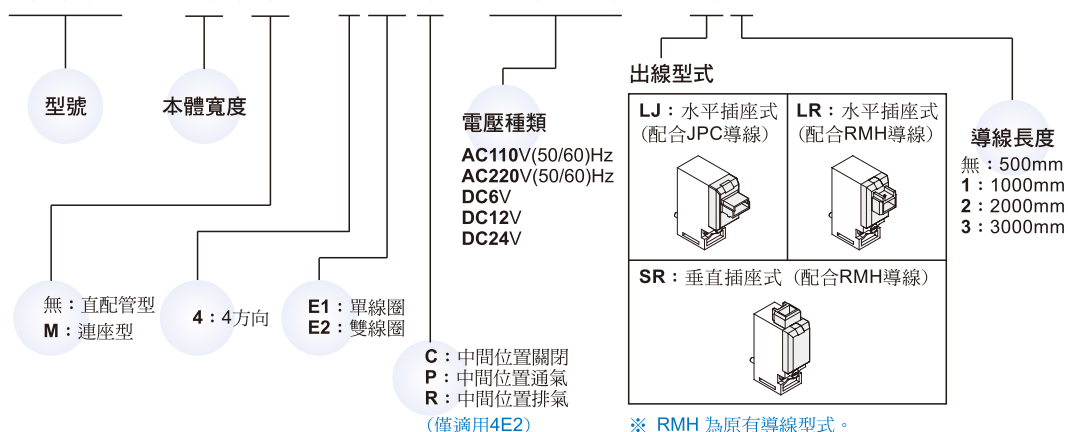 型號
本體寬度
無：直配管型
M：連座型
4：4方向
E1：單線圈
E2：雙線圈
C：中間位置關閉
P：中間位置通氣
R：中間位置排氣
(僅適用4E2)
電壓種類
AC110V(50/60)Hz
AC220V(50/60)Hz
DC6V
DC12V
DC24V
出線型式
LJ：水平插座式
(配合JPC導線)
LR：水平插座式
(配合RMH導線)
SR：垂直插座式 (配合RMH導線)
※ RMH 為原有導線型式。
導線長度
無：500mm
1：1000mm
2：2000mm
3：3000mm